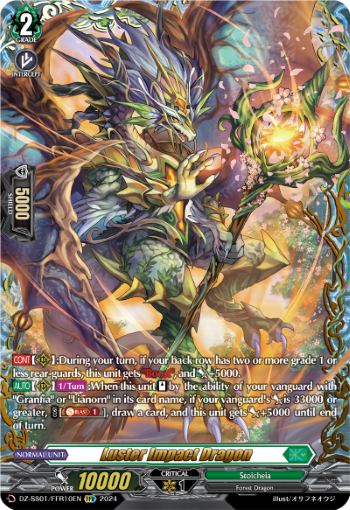 2
GRADE
INTERCEPT
5000
SHIELD
CONT【 】:During your turn, if your back row has two or more grade 1 or
less rear-guards, this unit gets "Boost", and +5000.
AUTO【 】1/Turn:When this unit by the ability of your vanguard with
"Granfia" or "Lianorn" in its card name, if your vanguard's is 33000 or
greater, [ 1 ], draw a card, and this unit gets +5000 until end
of turn.
NORMAL UNIT
Luster Impact Dragon
POWER 10000
CRITICAL
1
Stoicheia
Forest Dragon
D DZ-SS01/FFR10EN FFR 2024
illust/オサフネオウジ